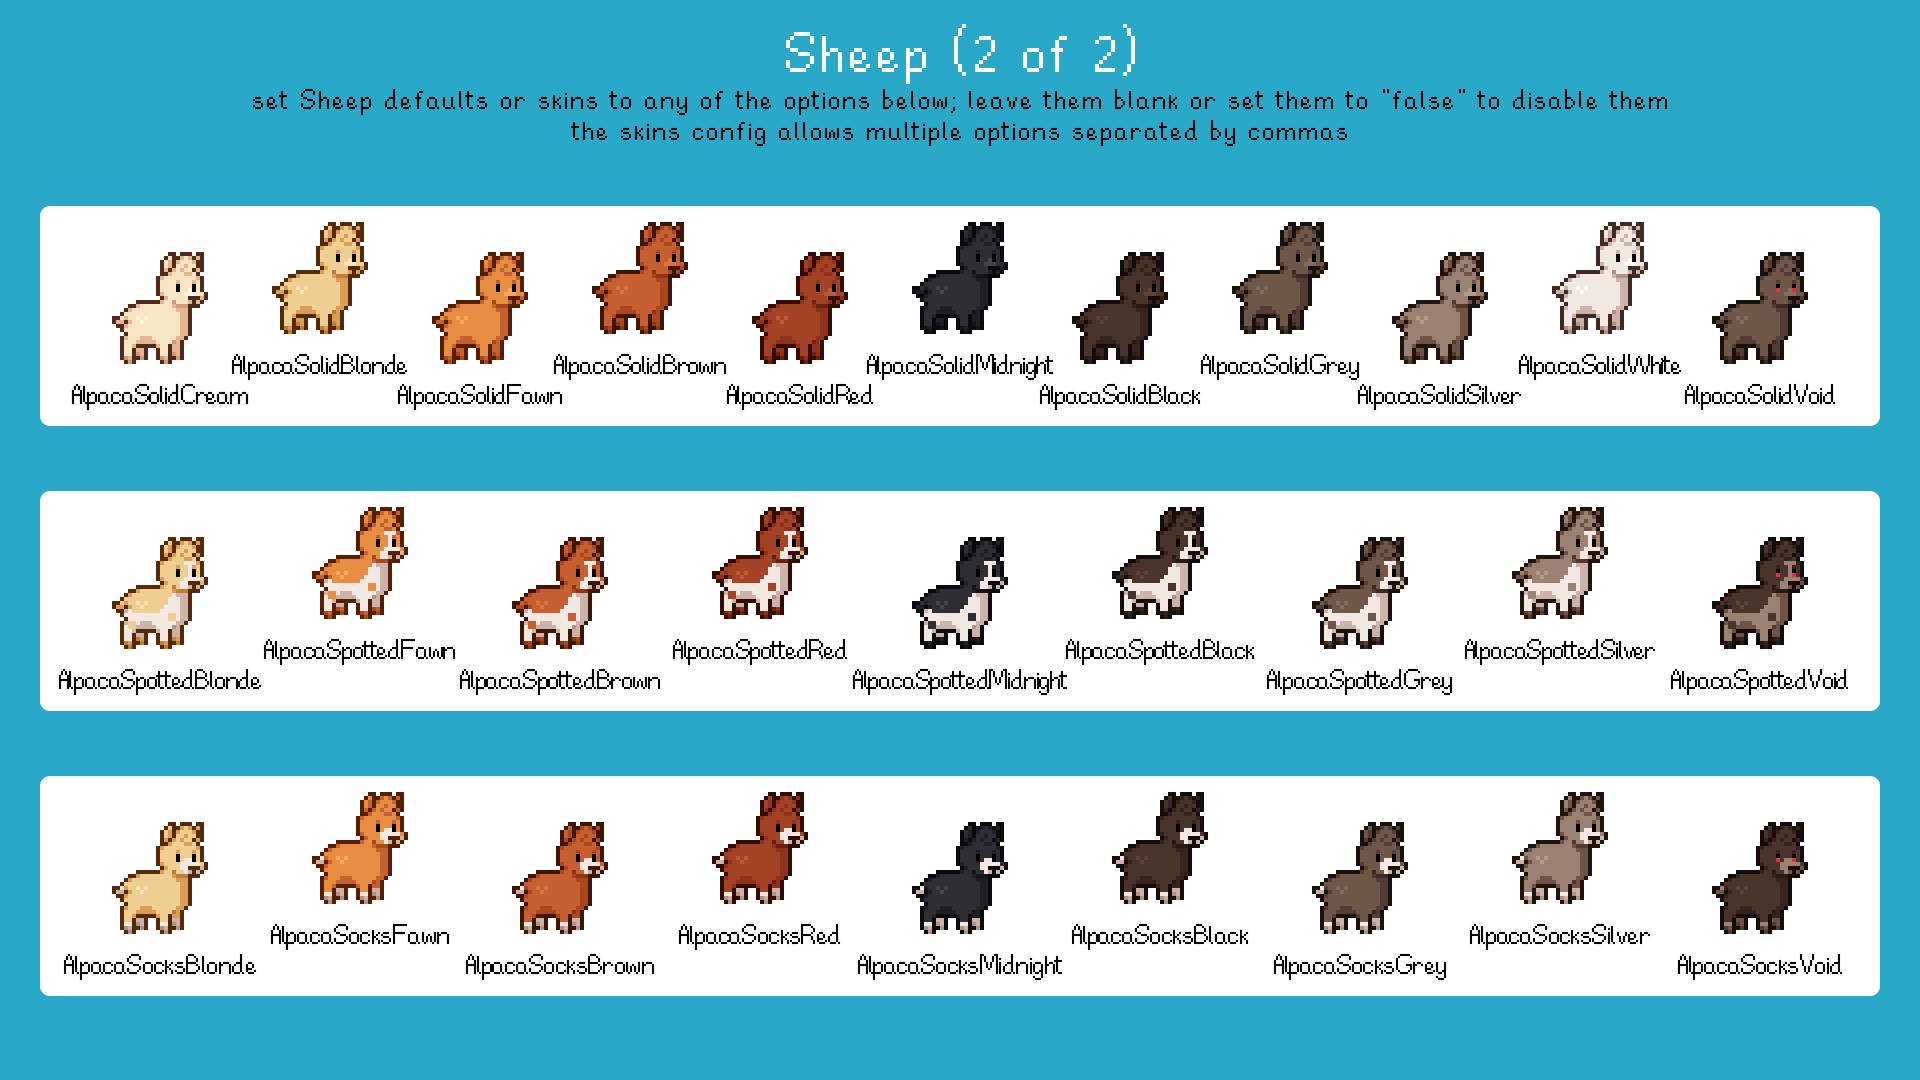 Sheep (2 of 2)
set Sheep defaults or skins to any of the options below; leave them blank or set them to "false" to disable them
the skins config allows multiple options separated by commas
AlpacaSolidBlonde AlpacaSolidBrown AlpacaSolidMidnight AlpacaSolidGrey AlpacaSolidWhite
AlpacaSolidCream AlpacaSolidFawn AlpacaSolidRed AlpacaSolidBlack AlpacaSolidSilver AlpacaSolidVoid
AlpacaSpottedFawn AlpacaSpottedRed AlpacaSpottedBlack AlpacaSpottedSilver
AlpacaSpottedBlonde AlpacaSpottedBrown AlpacaSpottedMidnight AlpacaSpottedGrey AlpacaSpottedVoid
AlpacaSocksFawn AlpacaSocksRed AlpacaSocksBlack AlpacaSocksSilver
AlpacaSocksBlonde AlpacaSocksBrown AlpacaSocksMidnight AlpacaSocksGrey AlpacaSocksVoid